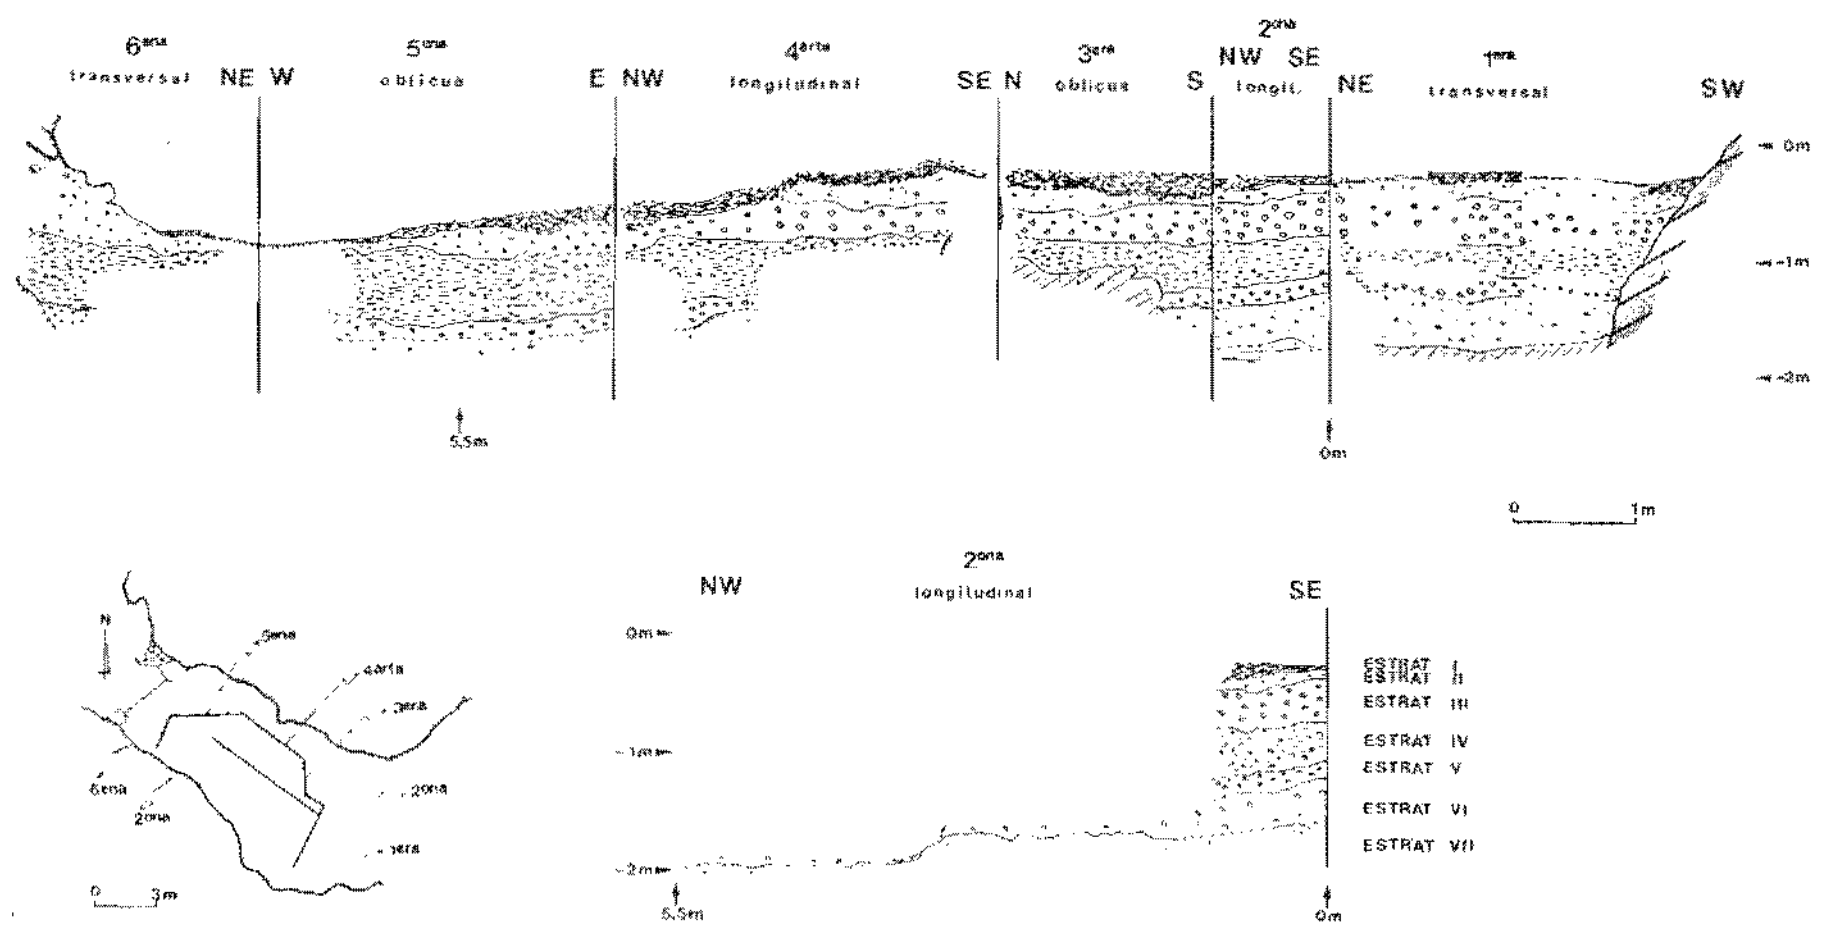 6ena
transversal
NE
W
5ena
oblicua
E
NW
4arta
longitudinal
SE
N
3era
oblicua
S
2ona
NW SE
longit.
NE
1era
transversal
SW
0m
-1m
-2m
5,5m
0m
0 1m
2ona
NW
longitudinal
SE
0m
-1m
-2m
5,5m
0m
ESTRAT I
ESTRAT II
ESTRAT III
ESTRAT IV
ESTRAT V
ESTRAT VI
ESTRAT VII
N
5ena
4arta
3era
2ona
1era
6ena
2ona
0 3m